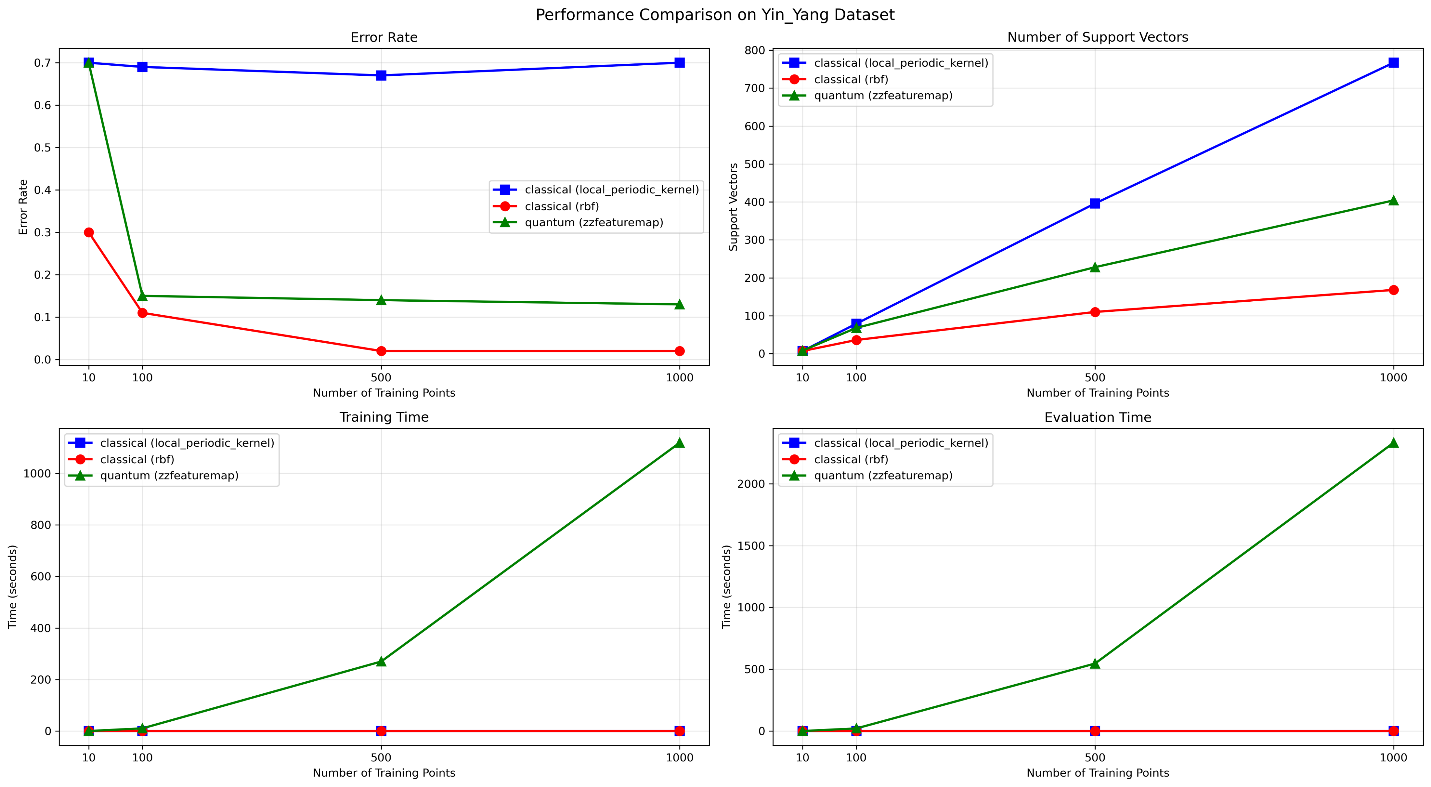 Performance Comparison on Yin_Yang Dataset
Error Rate
0.7
0.6
0.5
0.4
0.3
0.2
0.1
0.0
Error Rate
classical (local_periodic_kernel)
classical (rbf)
quantum (zzfeaturemap)
10 100 500 1000
Number of Training Points
Number of Support Vectors
800
700
600
500
400
300
200
100
0
Support Vectors
classical (local_periodic_kernel)
classical (rbf)
quantum (zzfeaturemap)
10 100 500 1000
Number of Training Points
Training Time
1000
800
600
400
200
0
Time (seconds)
classical (local_periodic_kernel)
classical (rbf)
quantum (zzfeaturemap)
10 100 500 1000
Number of Training Points
Evaluation Time
2000
1500
1000
500
0
Time (seconds)
classical (local_periodic_kernel)
classical (rbf)
quantum (zzfeaturemap)
10 100 500 1000
Number of Training Points